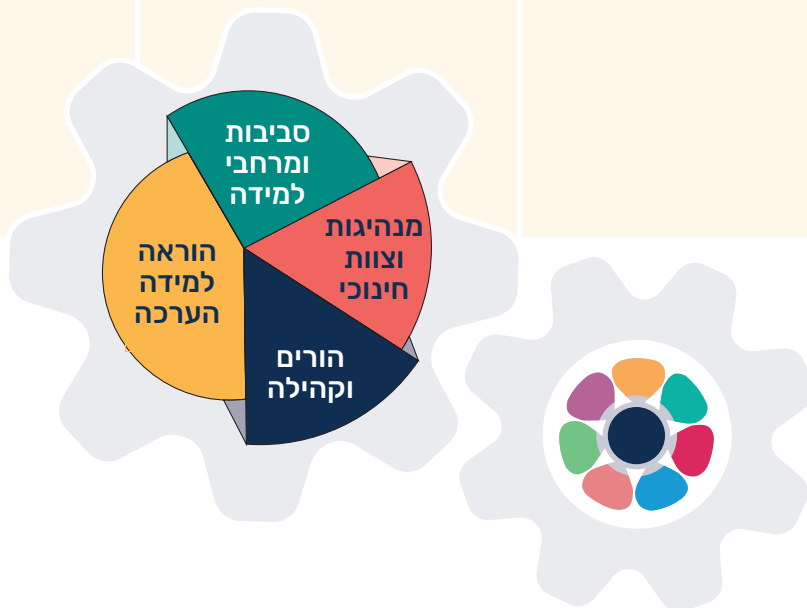 סביבות
ומרחבי
למידה
מנהיגות
וצוות
חינוכי
הוראה
למידה
הערכה
הורים
וקהילה